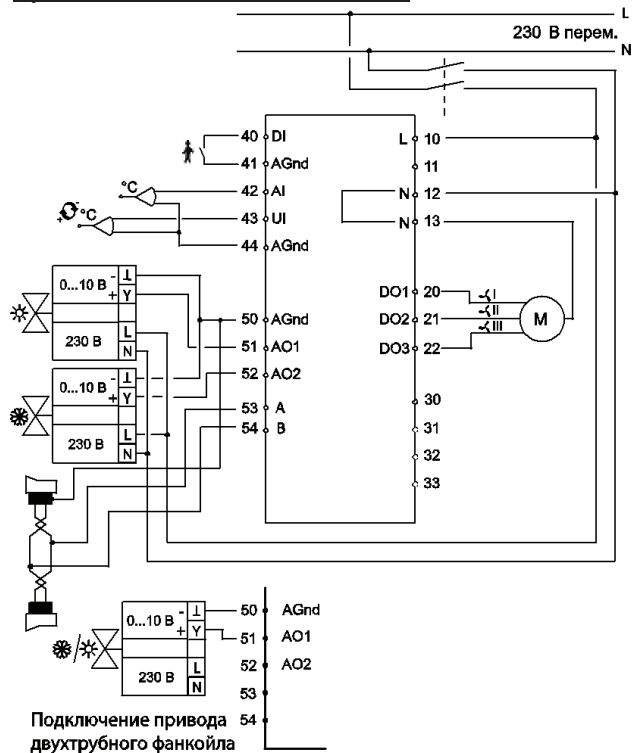 L
230 В перем.
N
40 DI
41 AGnd
42 AI
43 UI
44 AGnd
°C
°C
L 10
11
N 12
N 13
DO1 20
DO2 21
DO3 22
I
II
III
M
30
31
32
33
0...10 В - ⊥
+ Y
L
230 В N
0...10 В - ⊥
+ Y
L
230 В N
50 AGnd
51 AO1
52 AO2
53 A
54 B
0...10 В - ⊥
+ Y
L
230 В N
50 AGnd
51 AO1
52 AO2
53
54
Подключение привода
двухтрубного фанкойла